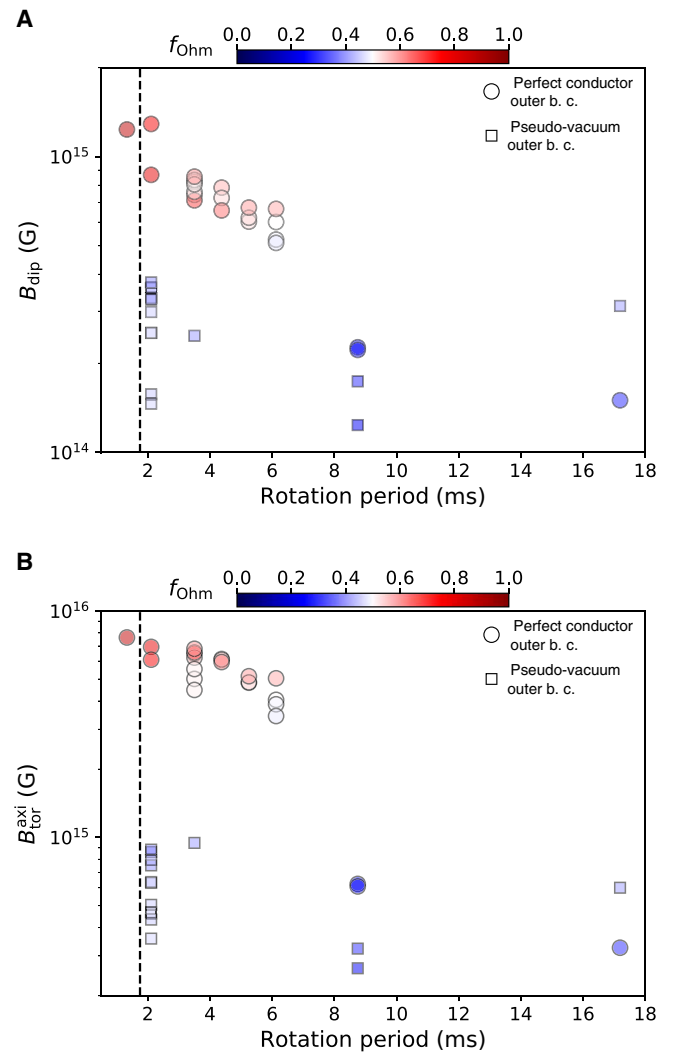 A
f_Ohm 0.0 0.2 0.4 0.6 0.8 1.0
Perfect conductor
outer b. c.
Pseudo-vacuum
outer b. c.
10^15
B_dip (G)
10^14
2 4 6 8 10 12 14 16 18
Rotation period (ms)
B
f_Ohm 0.0 0.2 0.4 0.6 0.8 1.0
10^16
Perfect conductor
outer b. c.
Pseudo-vacuum
outer b. c.
B_tor^axi (G)
10^15
2 4 6 8 10 12 14 16 18
Rotation period (ms)